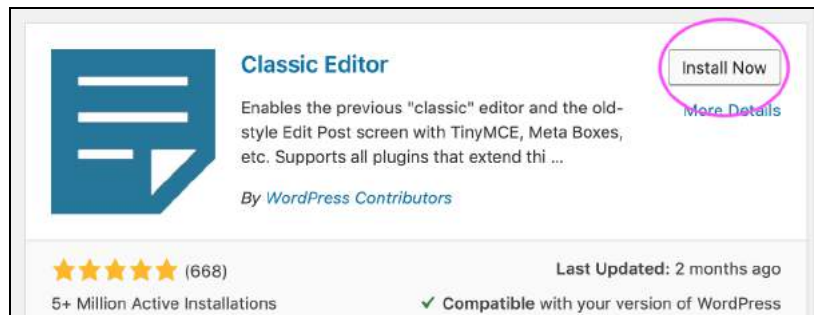 Classic Editor
Install Now
Enables the previous "classic" editor and the old-
style Edit Post screen with TinyMCE, Meta Boxes,
etc. Supports all plugins that extend thi ...
More Details
By WordPress Contributors
(668)
Last Updated: 2 months ago
5+ Million Active Installations
✓ Compatible with your version of WordPress